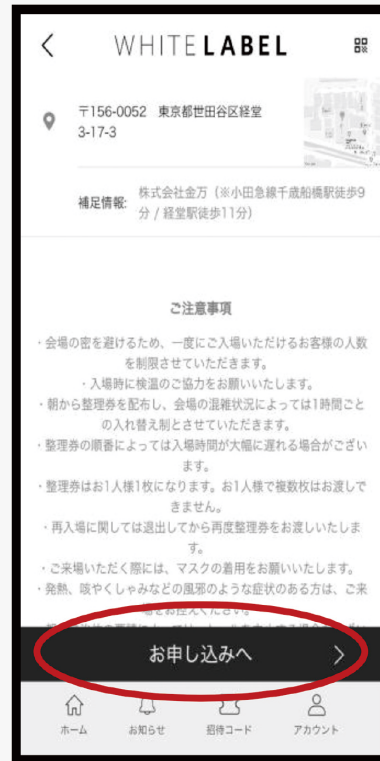 WHITE LABEL
〒156-0052 東京都世田谷区経堂
3-17-3
補足情報: 株式会社金万（※小田急線千歳船橋駅徒歩9
分 / 経堂駅徒歩11分）
ご注意事項
・会場の密を避けるため、一度にご入場いただけるお客様の人数
を制限させていただきます。
・入場時に検温のご協力をお願いいたします。
・朝から整理券を配布し、会場の混雑状況によっては1時間ごと
の入れ替え制とさせていただきます。
・整理券の順番によっては入場時間が大幅に遅れる場合がござい
ます。
・整理券はお1人様1枚になります。お1人様で複数枚はお渡しで
きません。
・再入場に関しては退出してから再度整理券をお渡しいたしま
す。
・ご来場いただく際には、マスクの着用をお願いいたします。
・発熱、咳やくしゃみなどの風邪のような症状のある方は、ご来
場をお控えください。
お申し込みへ
ホーム お知らせ 招待コード アカウント